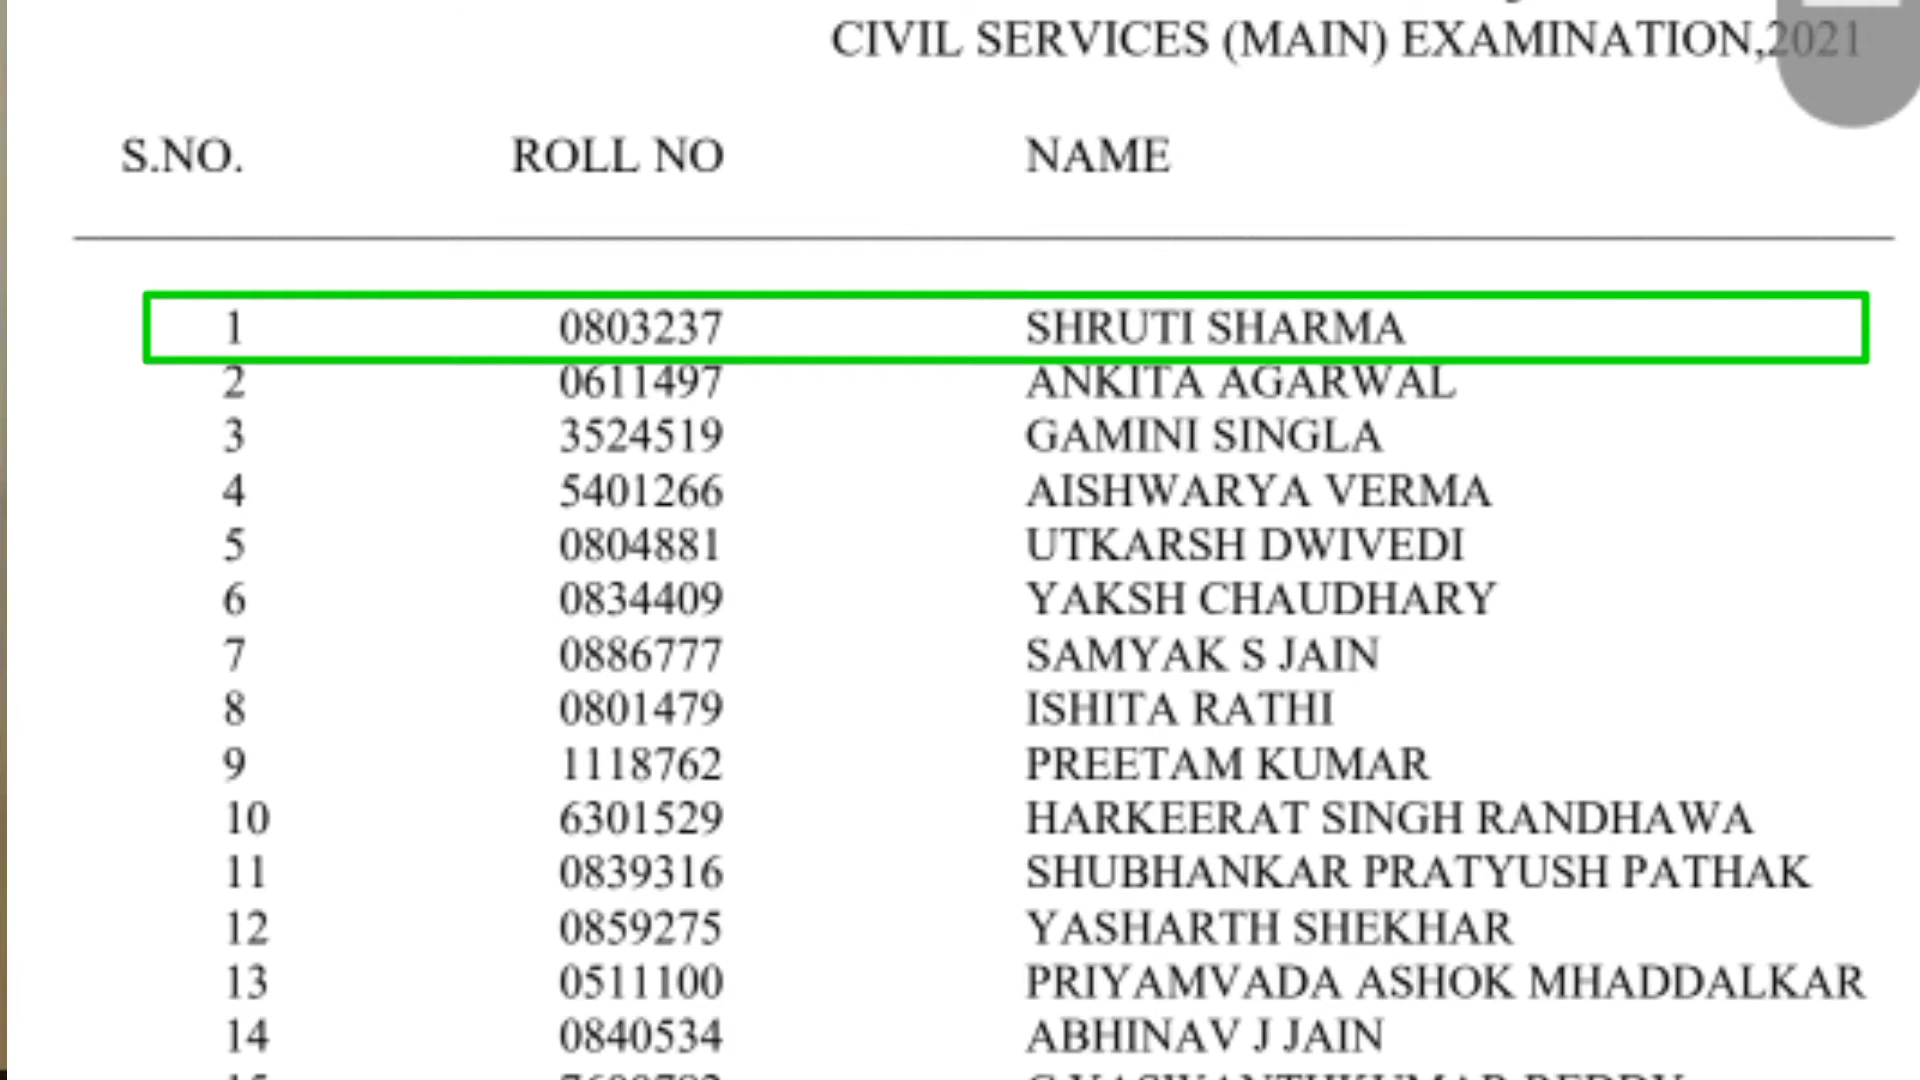 CIVIL SERVICES (MAIN) EXAMINATION,2021
S.NO. ROLL NO NAME
1 0803237 SHRUTI SHARMA
2 0611497 ANKITA AGARWAL
3 3524519 GAMINI SINGLA
4 5401266 AISHWARYA VERMA
5 0804881 UTKARSH DWIVEDI
6 0834409 YAKSH CHAUDHARY
7 0886777 SAMYAK S JAIN
8 0801479 ISHITA RATHI
9 1118762 PREETAM KUMAR
10 6301529 HARKEERAT SINGH RANDHAWA
11 0839316 SHUBHANKAR PRATYUSH PATHAK
12 0859275 YASHARTH SHEKHAR
13 0511100 PRIYAMVADA ASHOK MHADDALKAR
14 0840534 ABHINAV J JAIN